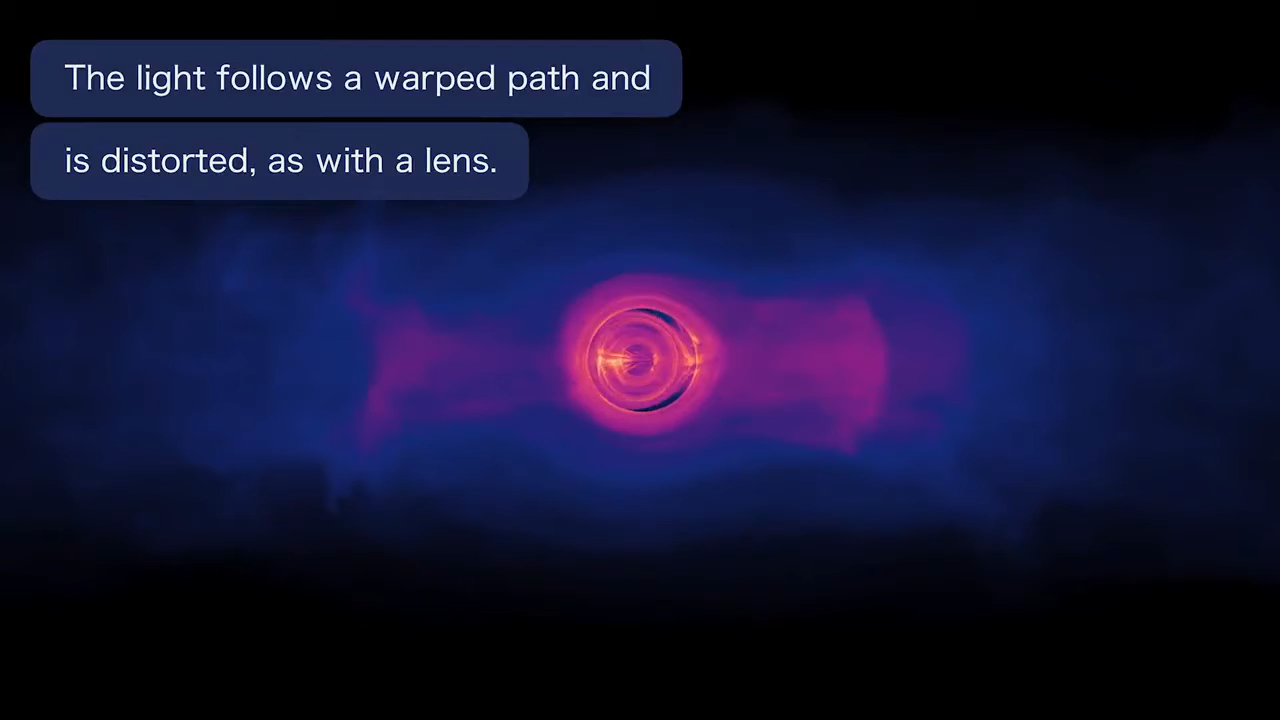 The light follows a warped path and
is distorted, as with a lens.